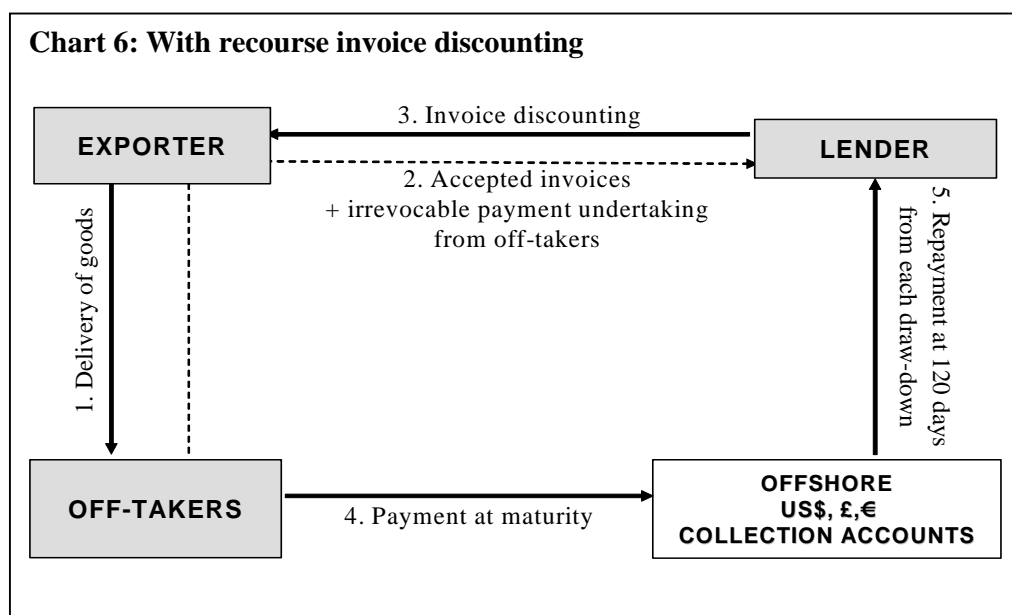 Chart 6: With recourse invoice discounting
3. Invoice discounting
EXPORTER
LENDER
2. Accepted invoices
+ irrevocable payment undertaking
from off-takers
1. Delivery of goods
5. Repayment at 120 days
from each draw-down
OFF-TAKERS
4. Payment at maturity
OFFSHORE
US$, £,€
COLLECTION ACCOUNTS